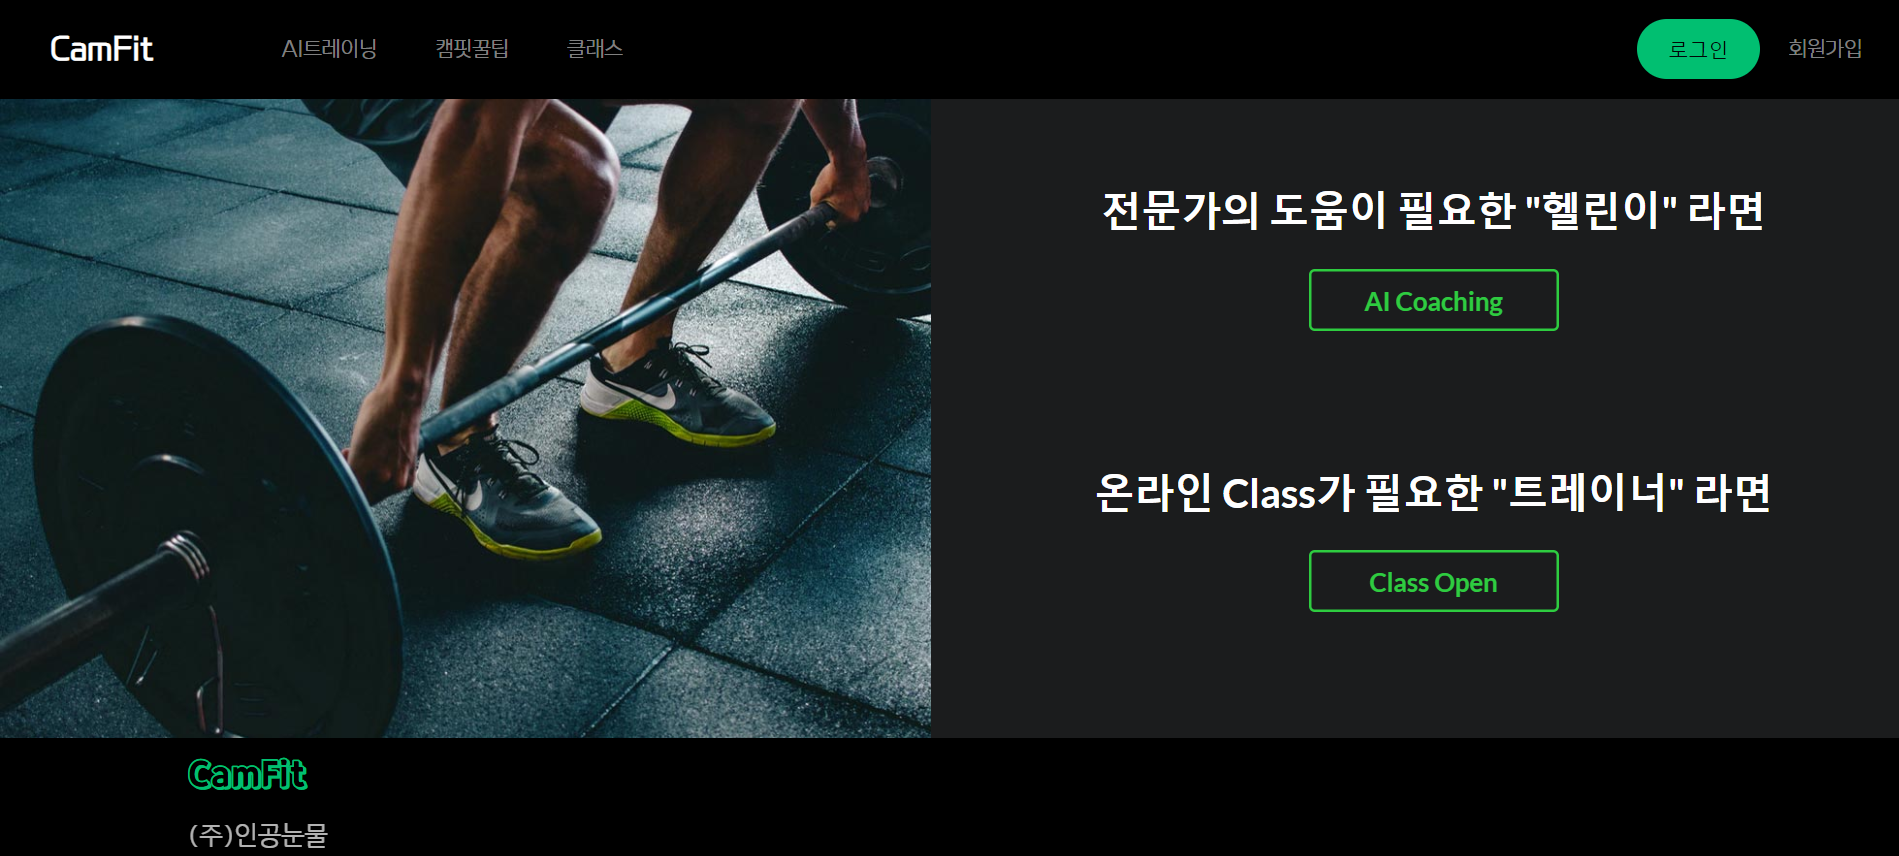 CamFit AI트레이닝 캠핏꿀팁 클래스 로그인 회원가입
전문가의 도움이 필요한 "헬린이" 라면
AI Coaching
온라인 Class가 필요한 "트레이너" 라면
Class Open
CamFit
(주)인공눈물